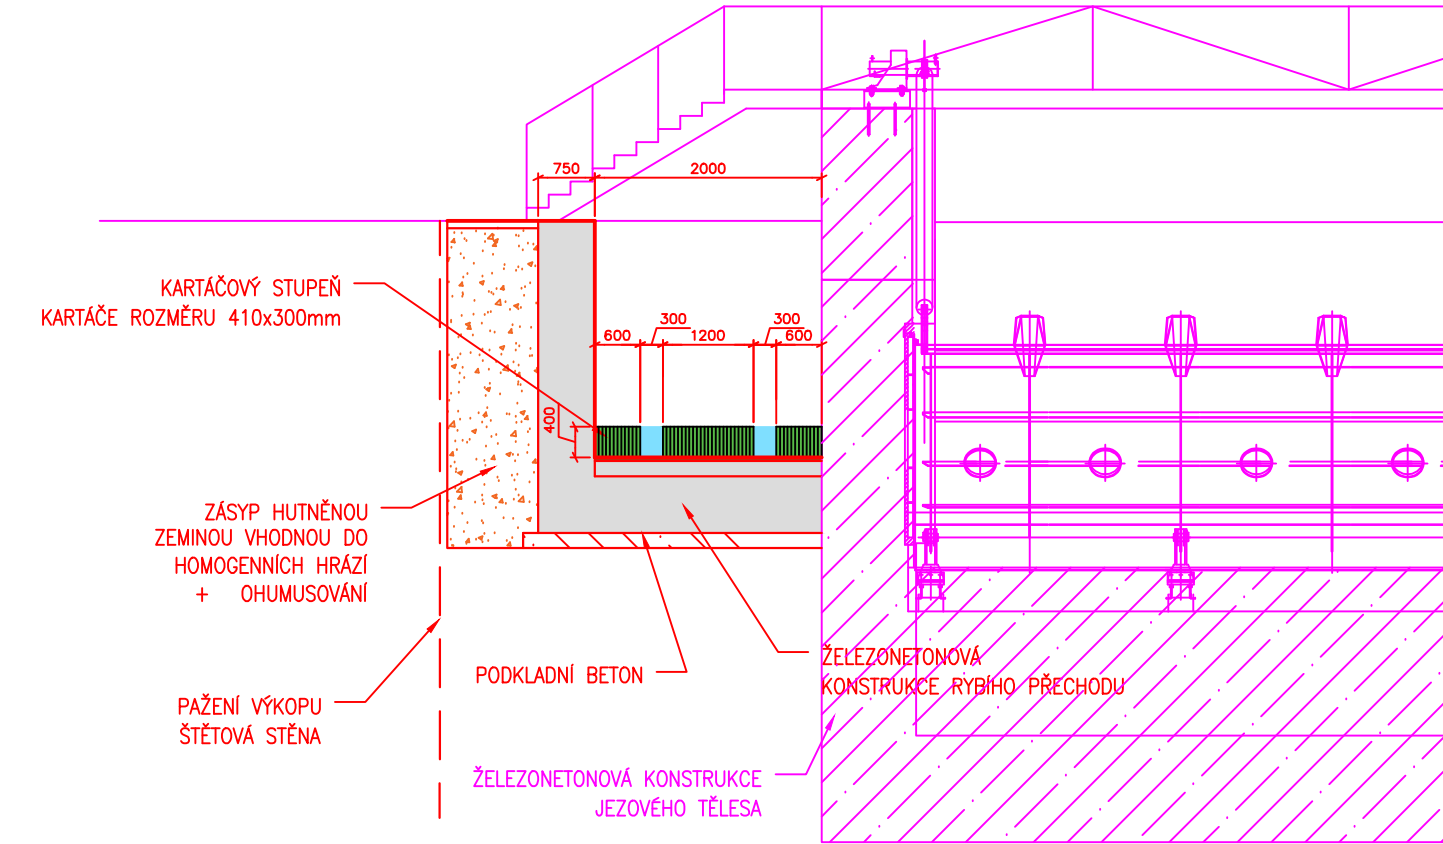 750
2000
KARTÁČOVÝ STUPEŇ
KARTÁČE ROZMĚRU 410x300mm
300
300
600
1200
600
400
ZÁSYP HUTNĚNOU
ZEMINOU VHODNOU DO
HOMOGENNÍCH HRÁZÍ
+ OHUMUSOVÁNÍ
PODKLADNÍ BETON
ŽELEZONETONOVÁ
KONSTRUKCE RYBÍHO PŘECHODU
PAŽENÍ VÝKOPU
ŠTĚTOVÁ STĚNA
ŽELEZONETONOVÁ KONSTRUKCE
JEZOVÉHO TĚLESA